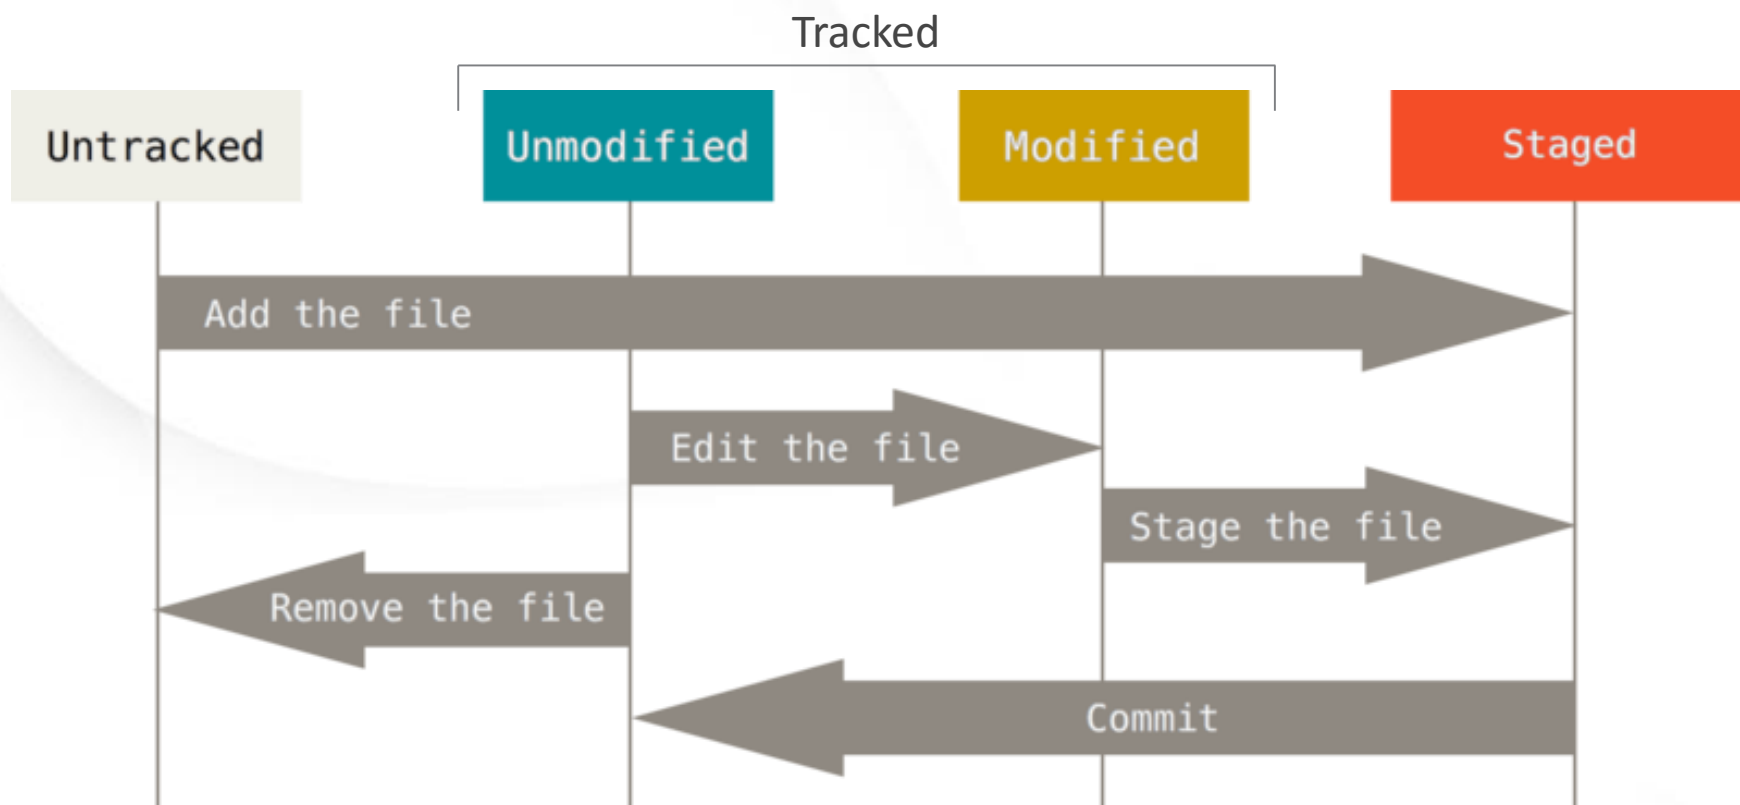 Tracked
Untracked
Unmodified
Modified
Staged
Add the file
Edit the file
Stage the file
Remove the file
Commit